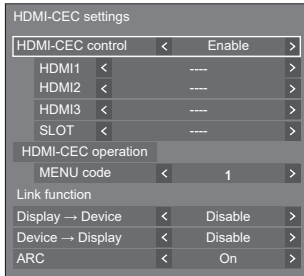 HDMI-CEC settings
HDMI-CEC control < Enable >
HDMI1 < ---- >
HDMI2 < ---- >
HDMI3 < ---- >
SLOT < ---- >
HDMI-CEC operation
MENU code < 1 >
Link function
Display → Device < Disable >
Device → Display < Disable >
ARC < On >